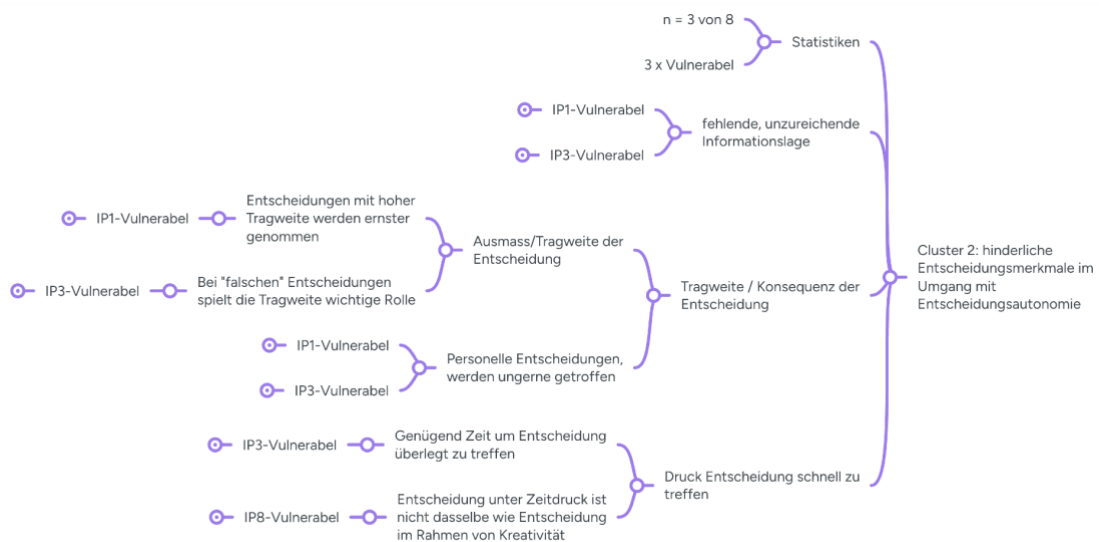 n = 3 von 8
Statistiken
3 x Vulnerabel
IP1-Vulnerabel
fehlende, unzureichende
Informationslage
IP3-Vulnerabel
Entscheidungen mit hoher
Tragweite werden ernster
genommen
IP1-Vulnerabel
Ausmass/Tragweite der
Entscheidung
Bei "falschen" Entscheidungen
spielt die Tragweite wichtige Rolle
IP3-Vulnerabel
Tragweite / Konsequenz der
Entscheidung
Cluster 2: hinderliche
Entscheidungsmerkmale im
Umgang mit
Entscheidungsautonomie
IP1-Vulnerabel
Personelle Entscheidungen,
werden ungerne getroffen
IP3-Vulnerabel
IP3-Vulnerabel
Genügend Zeit um Entscheidung
überlegt zu treffen
Druck Entscheidung schnell zu
treffen
IP8-Vulnerabel
Entscheidung unter Zeitdruck ist
nicht dasselbe wie Entscheidung
im Rahmen von Kreativität